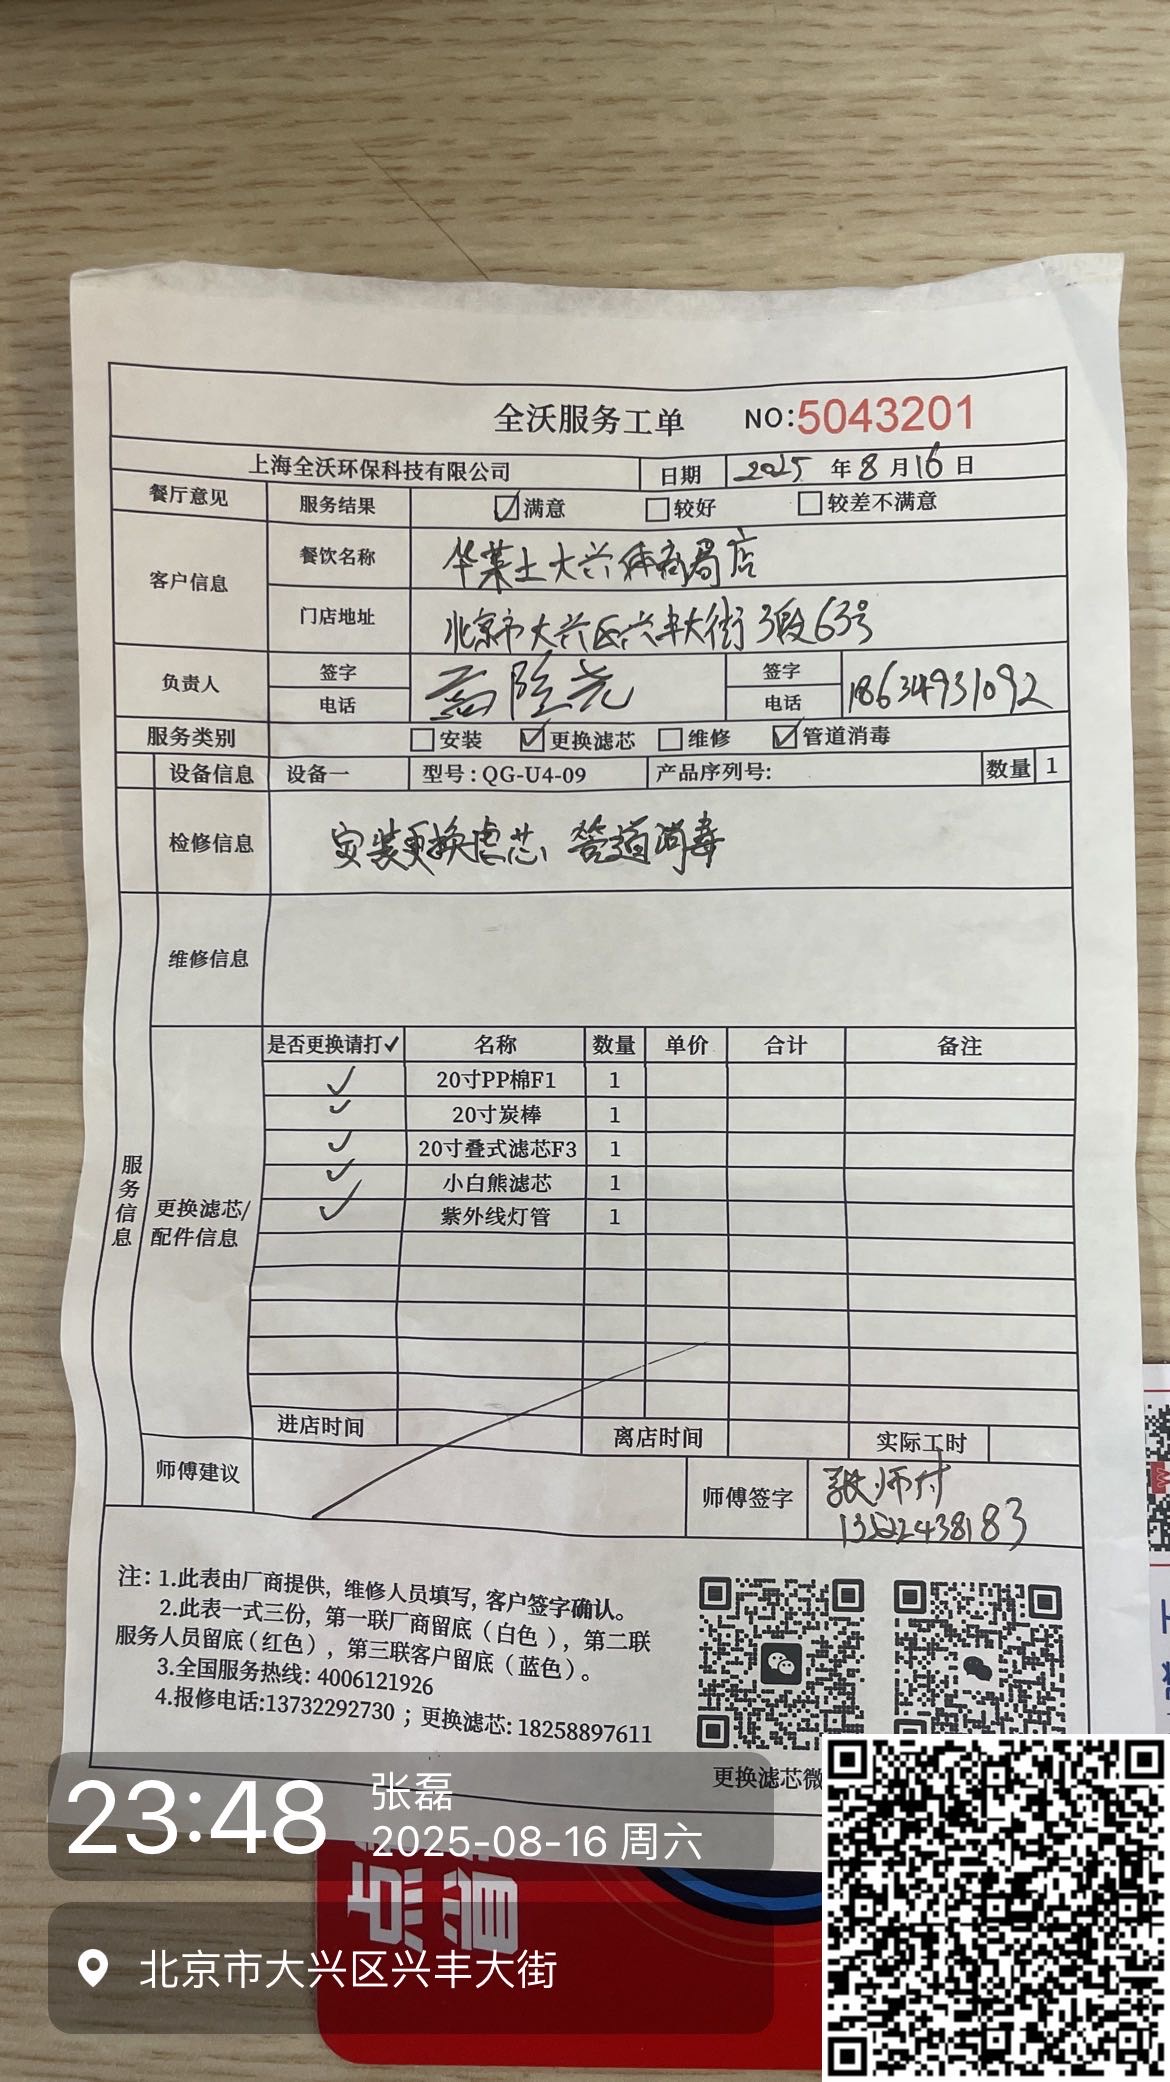 全沃服务工单 NO:5043201
上海全沃环保科技有限公司 日期 2025 年 8 月 16 日
餐厅意见 服务结果 满意 较好 较差不满意
客户信息 餐饮名称 华莱士大兴体育局店
门店地址 北京市大兴区兴丰大街3段63号
负责人 签字 签字
电话 电话 18634931092
服务类别 安装 更换滤芯 维修 管道消毒
设备信息 设备一 型号:QG-U4-09 产品序列号: 数量 1
检修信息 安装更换滤芯、管道消毒
维修信息
服务信息
更换滤芯/配件信息
是否更换请打✓ 名称 数量 单价 合计 备注
✓ 20寸PP棉F1 1
✓ 20寸炭棒 1
✓ 20寸叠式滤芯F3 1
✓ 小白熊滤芯 1
✓ 紫外线灯管 1
进店时间 离店时间 实际工时
师傅建议 师傅签字 张师付
13522438183
注: 1.此表由厂商提供, 维修人员填写, 客户签字确认。
2.此表一式三份, 第一联厂商留底(白色), 第二联
服务人员留底(红色), 第三联客户留底(蓝色)。
3.全国服务热线: 4006121926
4.报修电话:13732292730 ; 更换滤芯: 18258897611
更换滤芯微
23:48 张磊
2025-08-16 周六
北京市大兴区兴丰大街
点
省